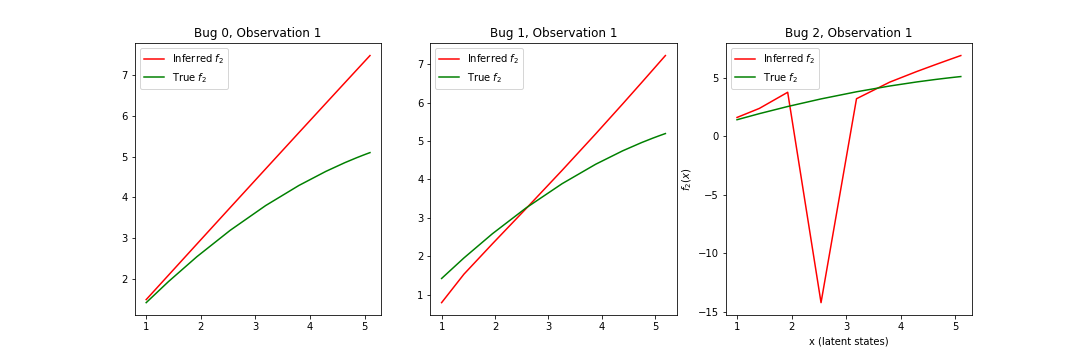 Bug 0, Observation 1
Inferred f₂
True f₂
7
6
5
4
3
2
1 2 3 4 5
Bug 1, Observation 1
Inferred f₂
True f₂
7
6
5
4
3
2
1
1 2 3 4 5
Bug 2, Observation 1
Inferred f₂
True f₂
f₂(x)
5
0
−5
−10
−15
1 2 3 4 5
x (latent states)